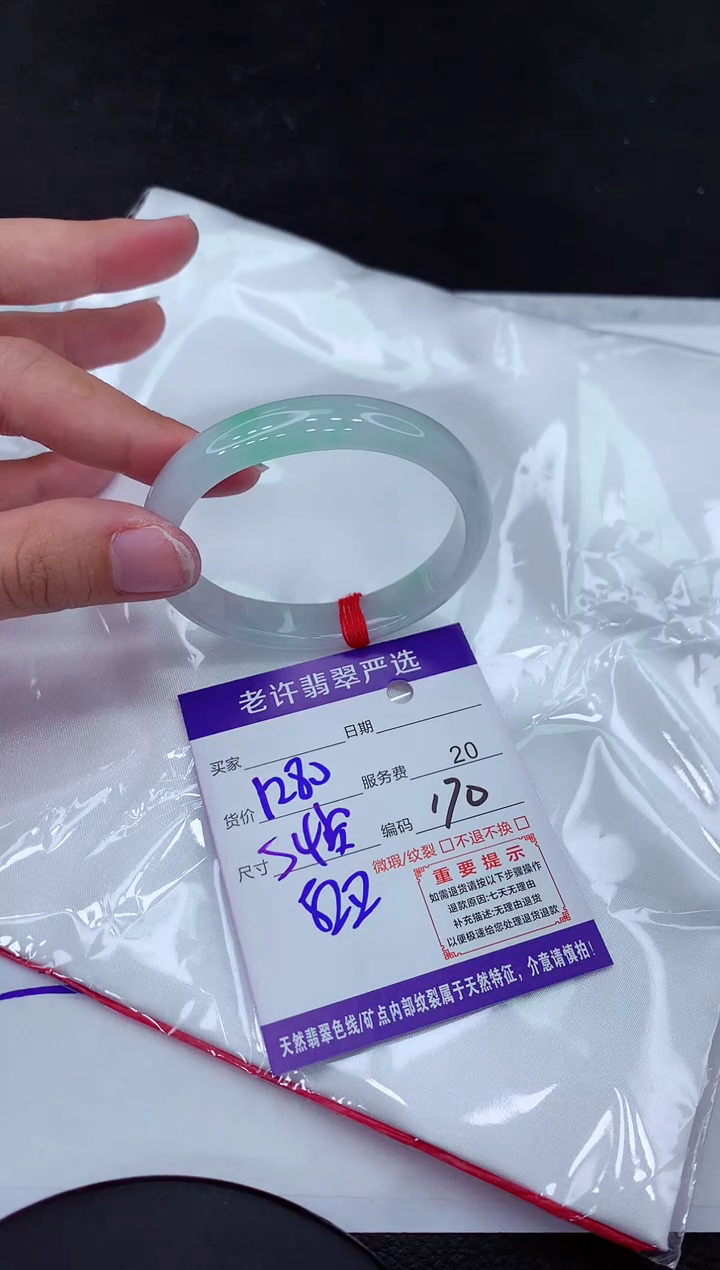 老许翡翠严选
买家 日期
货价 1280 服务费 20
尺寸 54 编码 170
微瑕/纹裂 □不退不换□
重要提示
如需退货请按以下步骤操作
退款原因:七天无理由
补充描述:无理由退货
以便极速给您处理退货退款
天然翡翠色线/矿点内部纹裂属于天然特征，介意请慎拍！